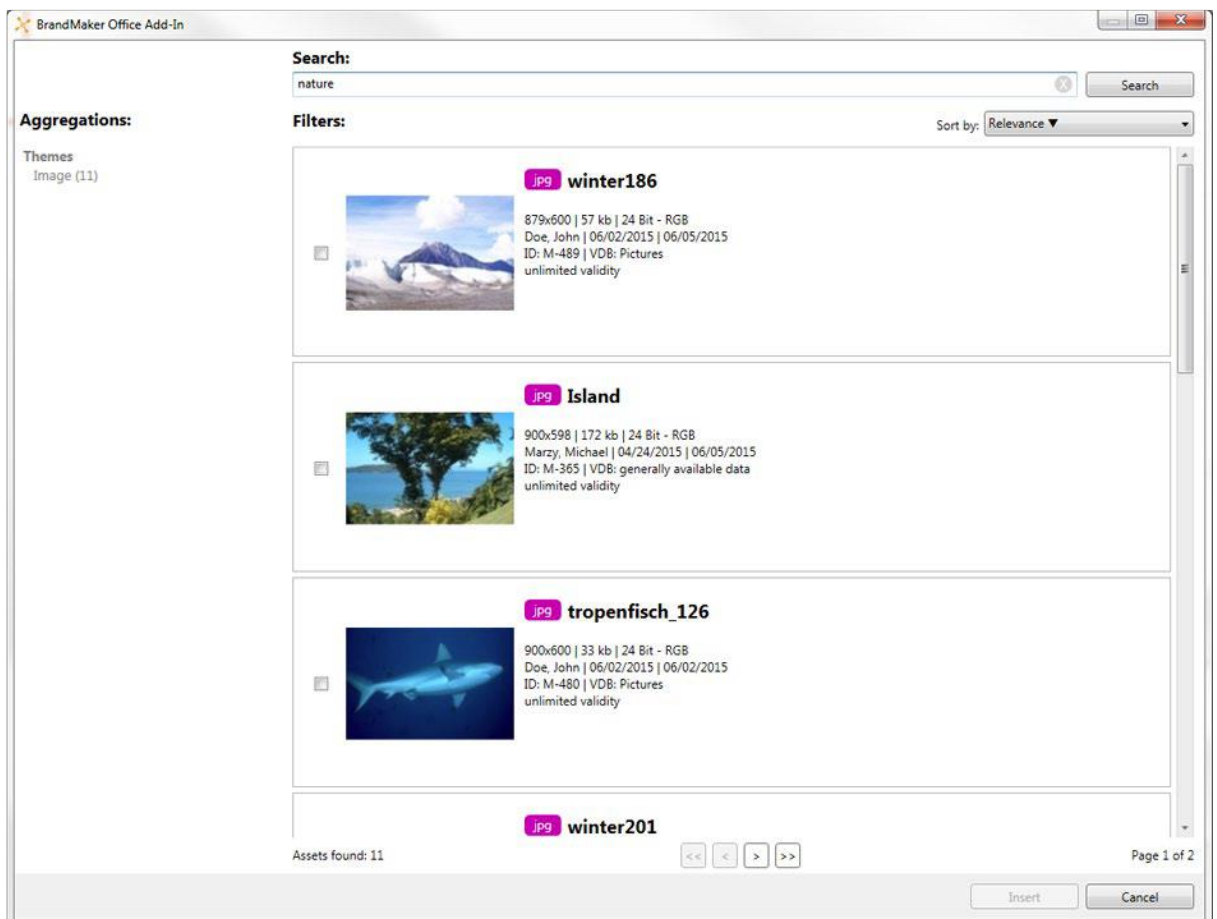 BrandMaker Office Add-In
Search:
nature
X
Search
Aggregations:
Filters:
Sort by: Relevance ▼
Themes
Image (11)
jpg winter186
879x600 | 57 kb | 24 Bit - RGB
Doe, John | 06/02/2015 | 06/05/2015
ID: M-489 | VDB: Pictures
unlimited validity
jpg Island
900x598 | 172 kb | 24 Bit - RGB
Marzy, Michael | 04/24/2015 | 06/05/2015
ID: M-365 | VDB: generally available data
unlimited validity
jpg tropenfisch_126
900x600 | 33 kb | 24 Bit - RGB
Doe, John | 06/02/2015 | 06/02/2015
ID: M-480 | VDB: Pictures
unlimited validity
jpg winter201
Assets found: 11
<< < > >>
Page 1 of 2
Insert
Cancel